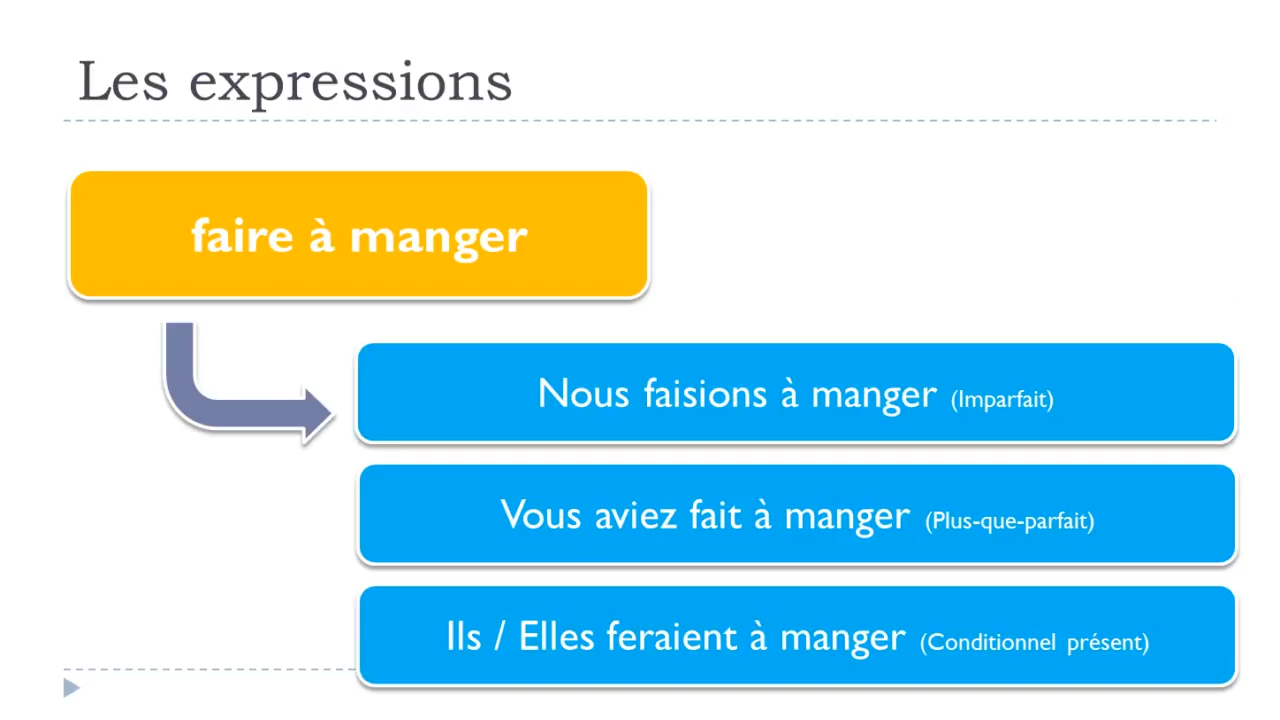 Les expressions
faire à manger
Nous faisions à manger (Imparfait)
Vous aviez fait à manger (Plus-que-parfait)
Ils / Elles feraient à manger (Conditionnel présent)